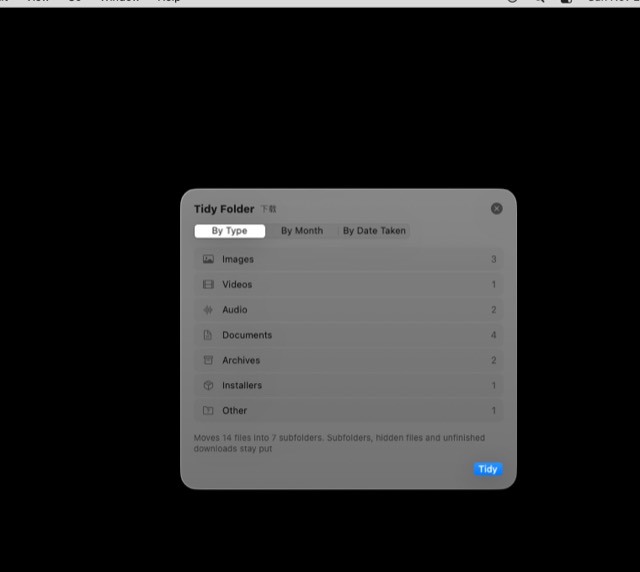 Window Help
Tidy Folder 下载
By Type By Month By Date Taken
Images 3
Videos 1
Audio 2
Documents 4
Archives 2
Installers 1
Other 1
Moves 14 files into 7 subfolders. Subfolders, hidden files and unfinished
downloads stay put
Tidy